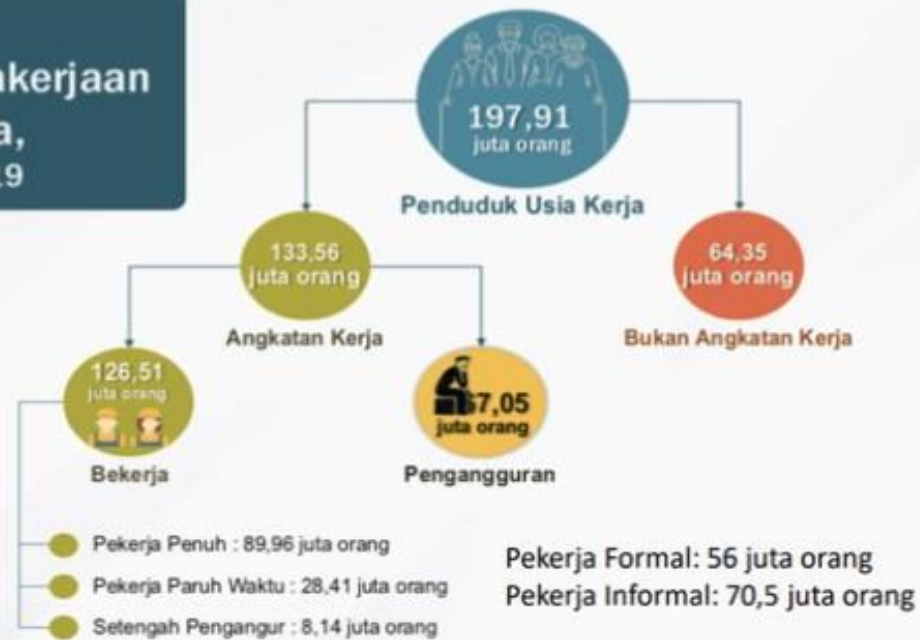 akerjaan
a,
19
197,91
juta orang
Penduduk Usia Kerja
133,56
juta orang
Angkatan Kerja
64,35
juta orang
Bukan Angkatan Kerja
126,51
juta orang
Bekerja
7,05
juta orang
Pengangguran
Pekerja Penuh : 89,96 juta orang
Pekerja Paruh Waktu : 28,41 juta orang
Setengah Pengangur : 8,14 juta orang
Pekerja Formal: 56 juta orang
Pekerja Informal: 70,5 juta orang